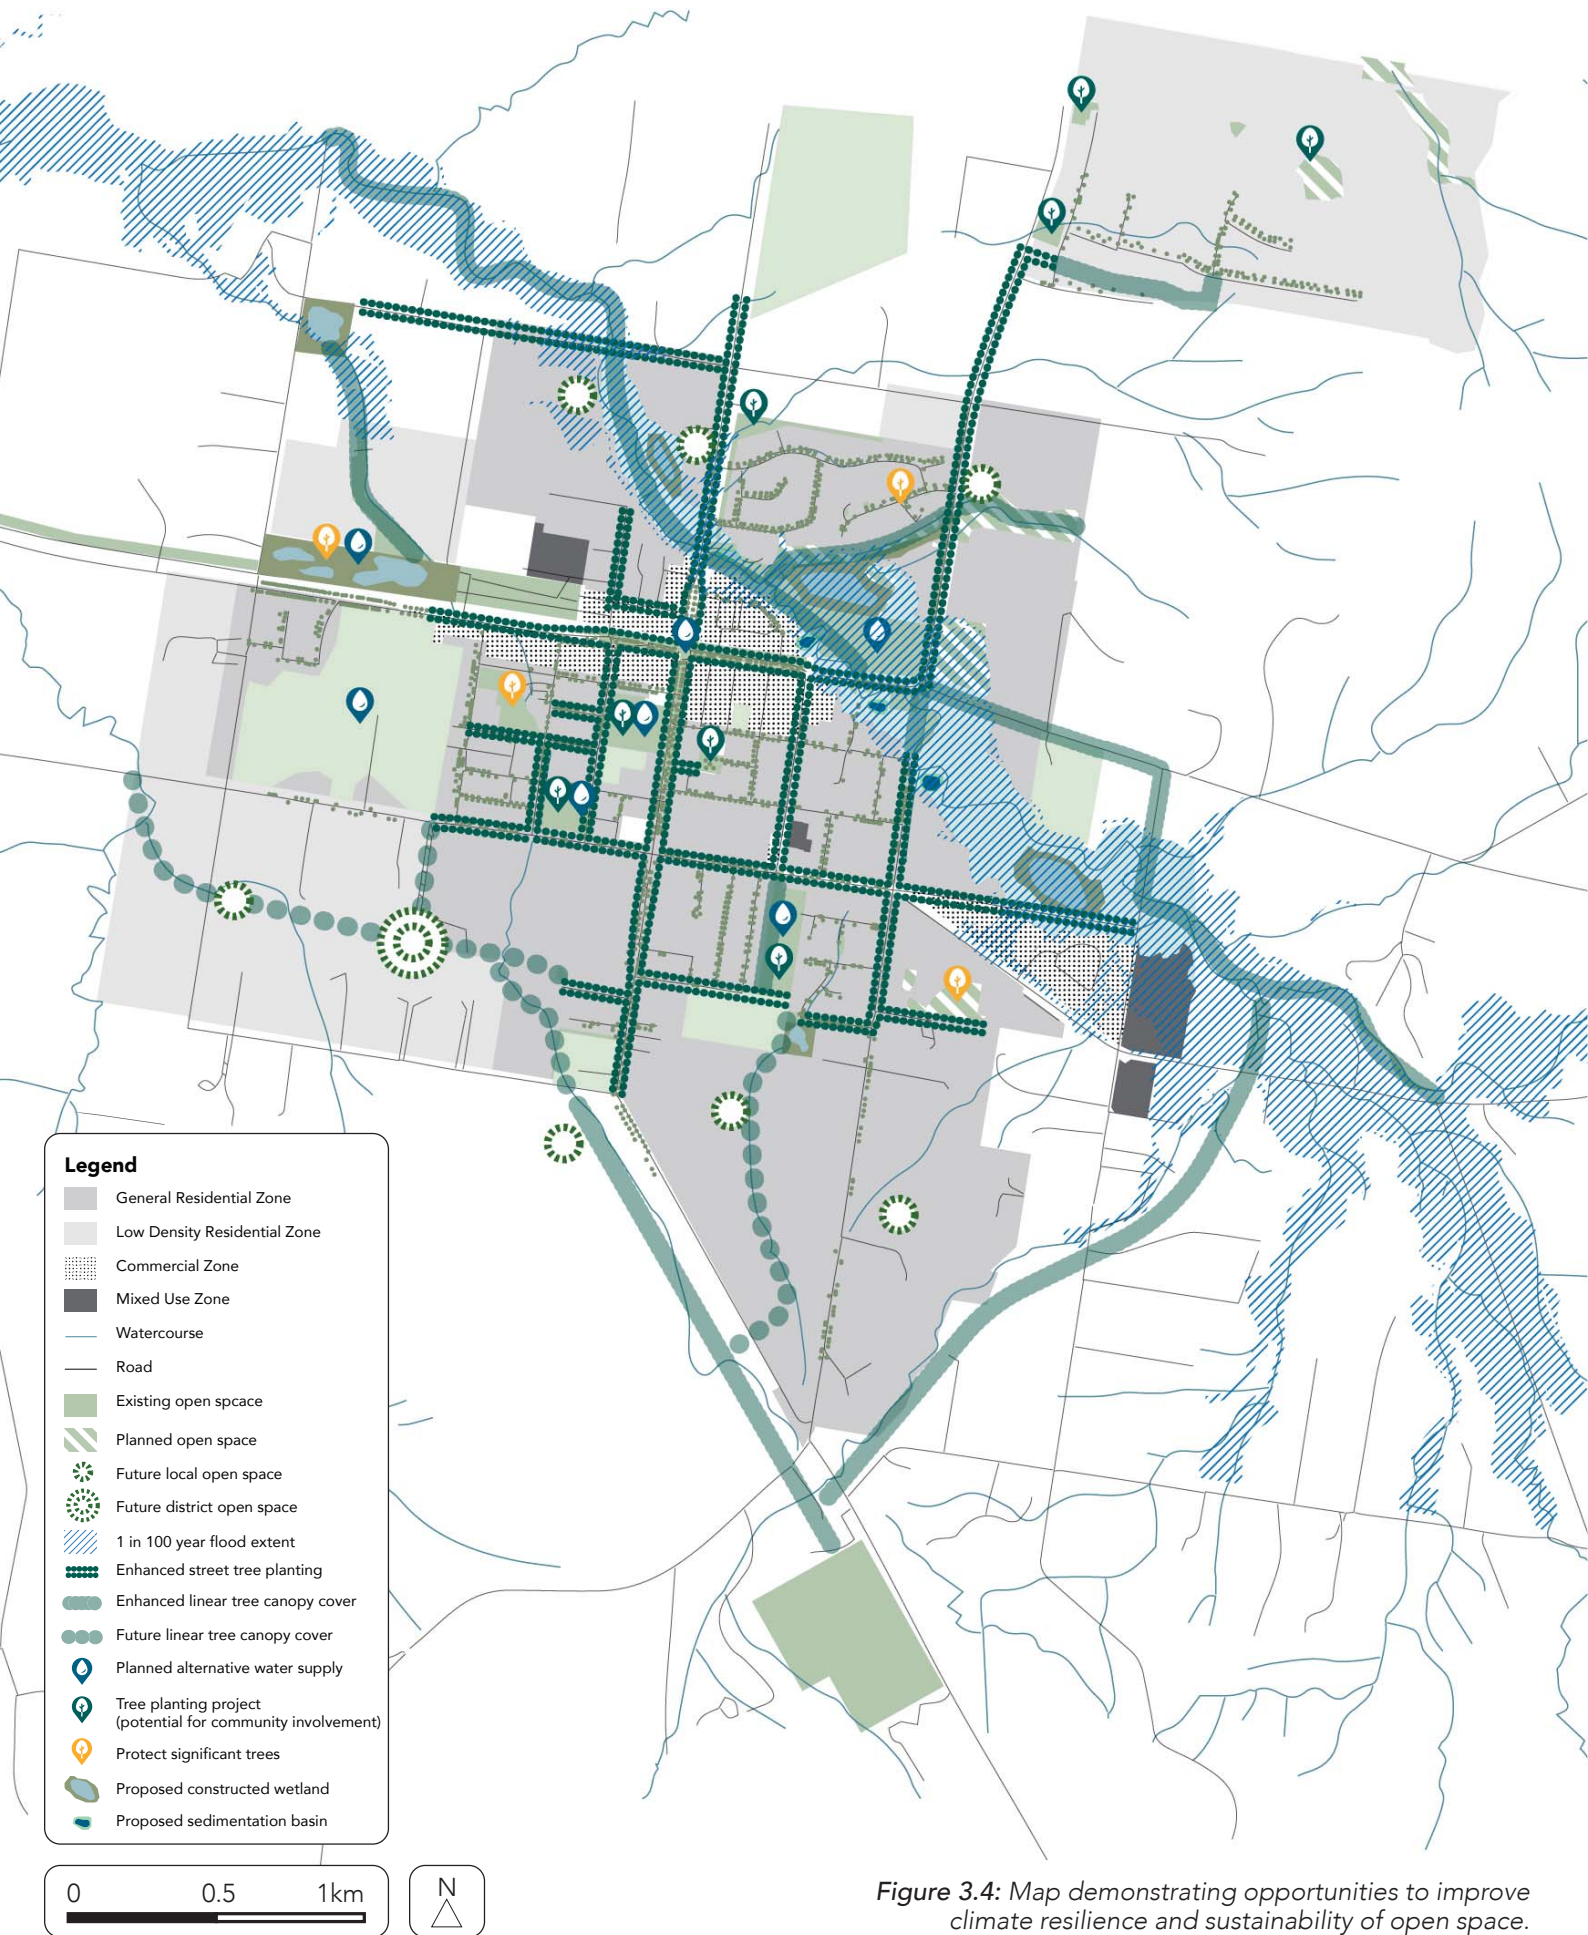 Legend
General Residential Zone
Low Density Residential Zone
Commercial Zone
Mixed Use Zone
Watercourse
Road
Existing open spcace
Planned open space
Future local open space
Future district open space
1 in 100 year flood extent
Enhanced street tree planting
Enhanced linear tree canopy cover
Future linear tree canopy cover
Planned alternative water supply
Tree planting project
(potential for community involvement)
Protect significant trees
Proposed constructed wetland
Proposed sedimentation basin
0 0.5 1km
N
Figure 3.4: Map demonstrating opportunities to improve
climate resilience and sustainability of open space.